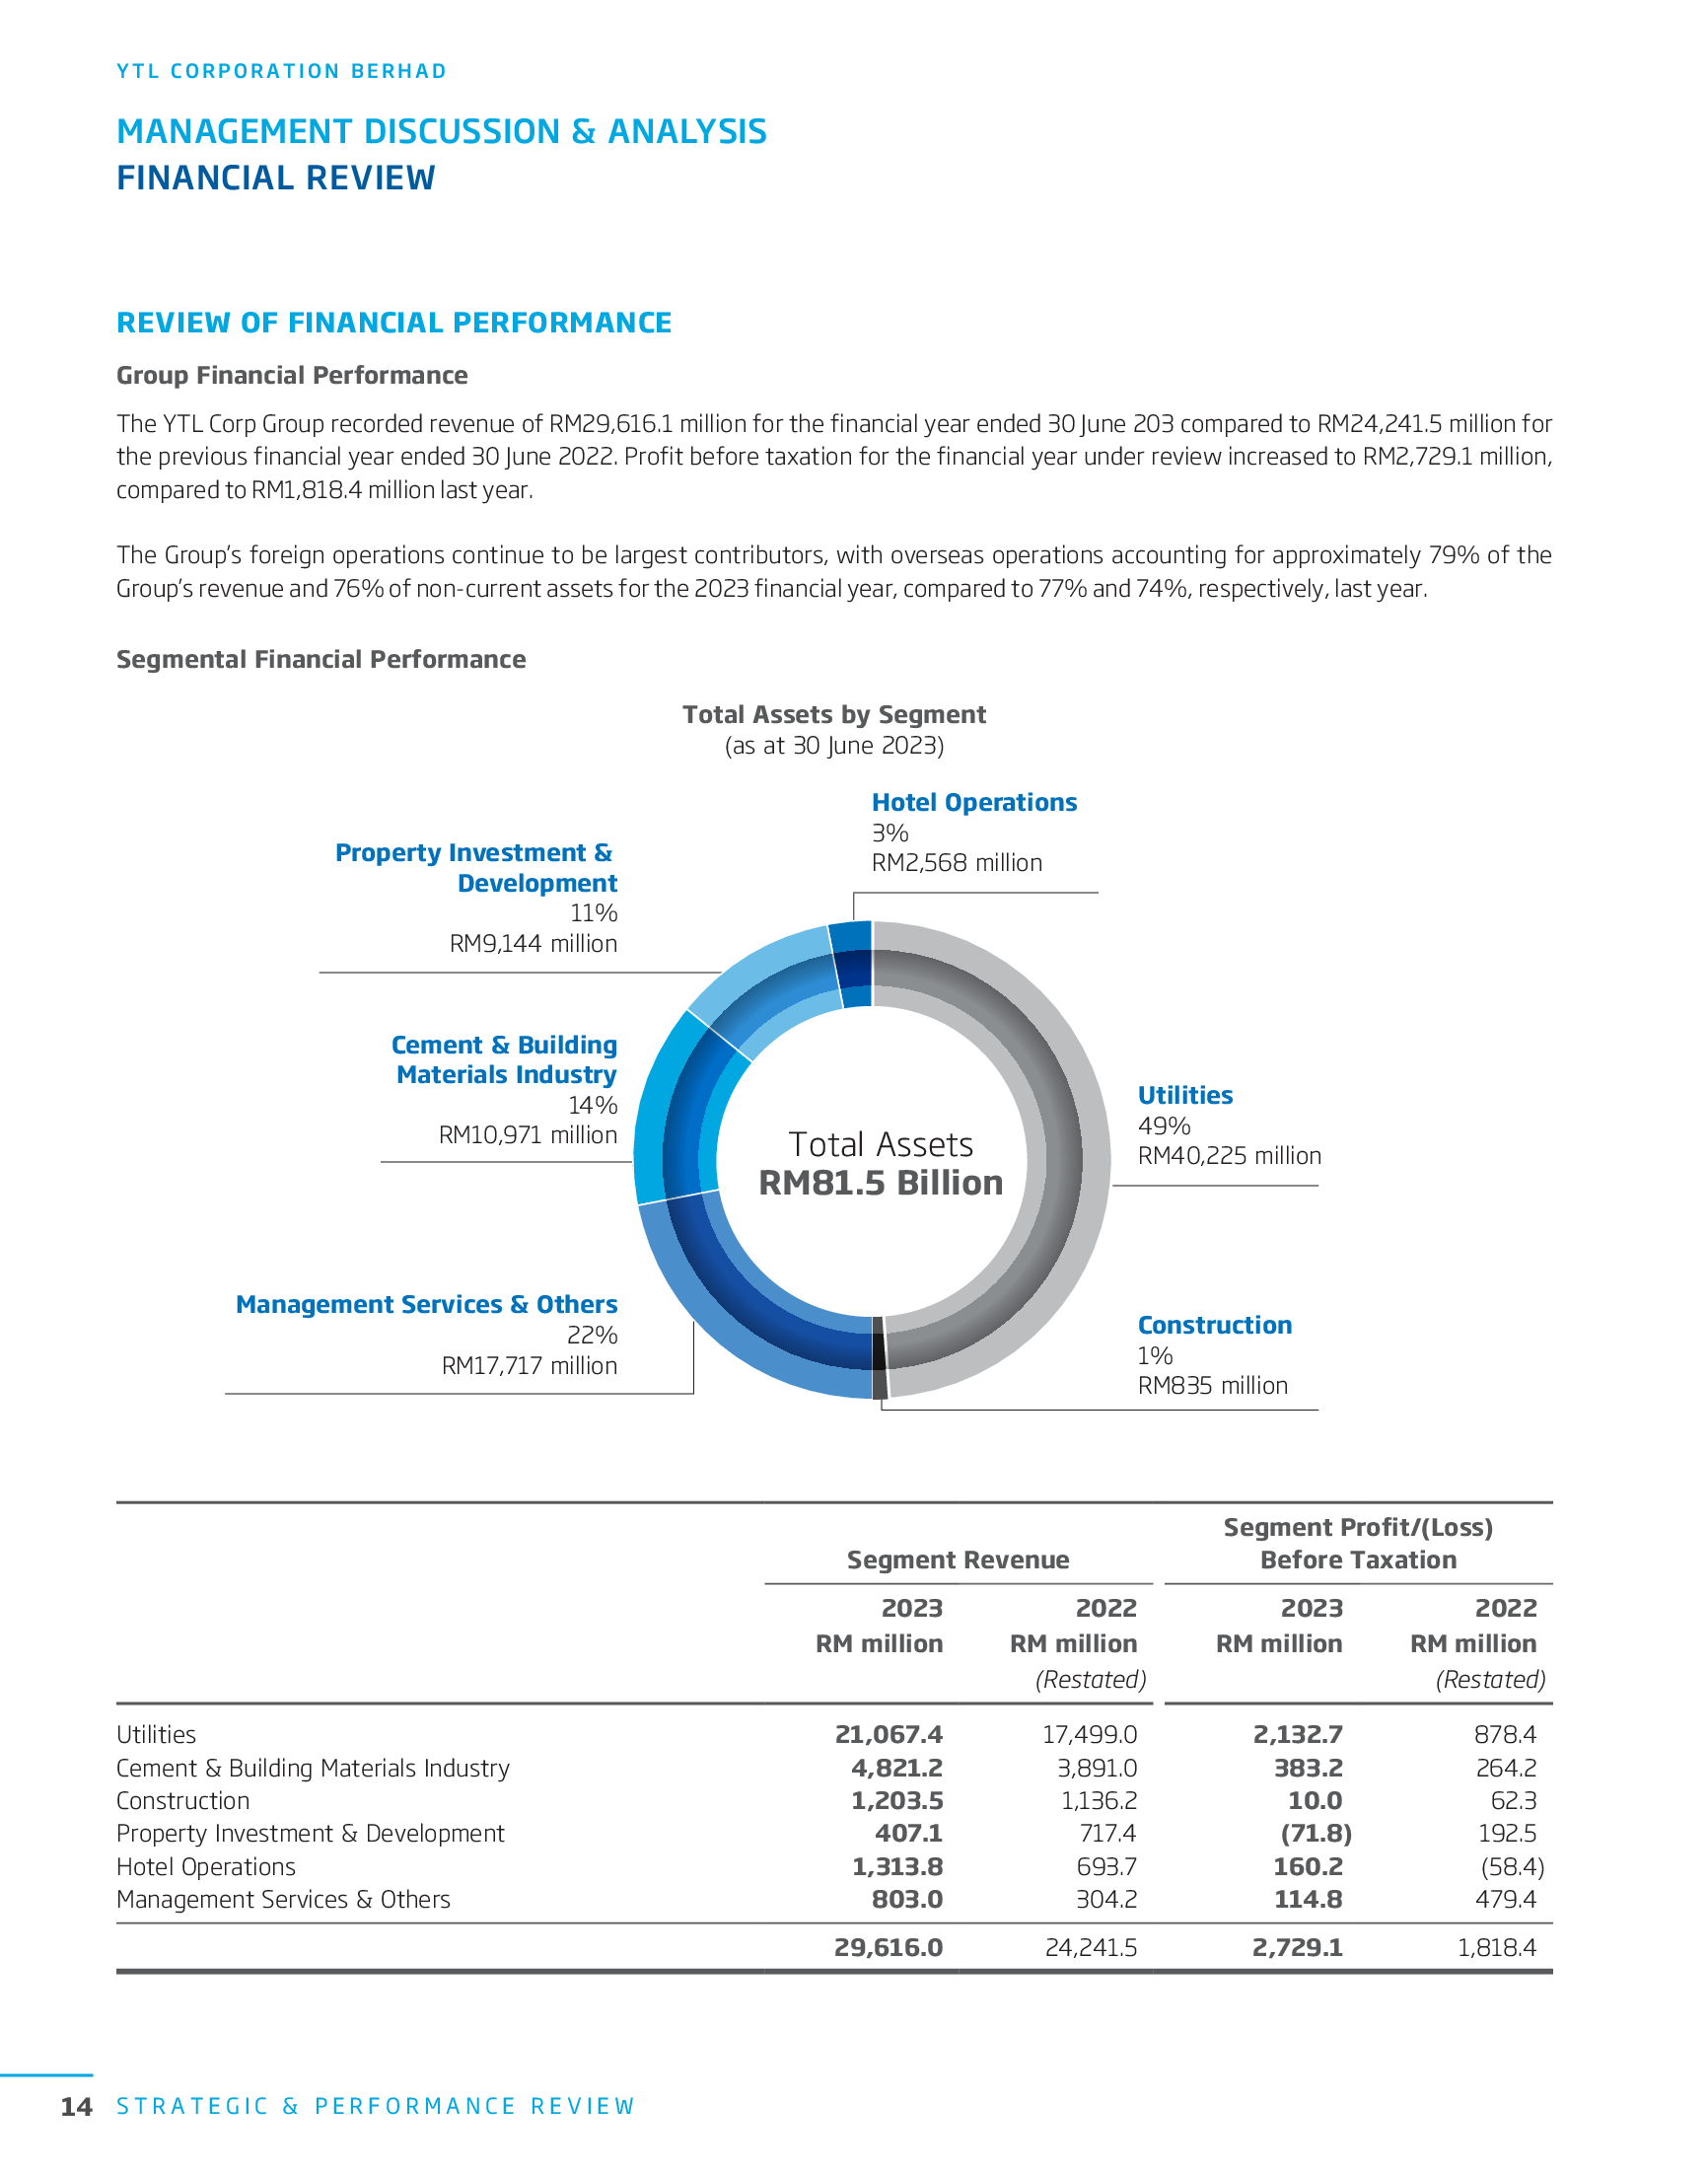 YTL CORPORATION BERHAD
MANAGEMENT DISCUSSION & ANALYSIS
FINANCIAL REVIEW
REVIEW OF FINANCIAL PERFORMANCE
Group Financial Performance
The YTL Corp Group recorded revenue of RM29,616.1 million for the financial year ended 30 June 203 compared to RM24,241.5 million for
the previous financial year ended 30 June 2022. Profit before taxation for the financial year under review increased to RM2,729.1 million,
compared to RM1,818.4 million last year.
The Group's foreign operations continue to be largest contributors, with overseas operations accounting for approximately 79% of the
Group's revenue and 76% of non-current assets for the 2023 financial year, compared to 77% and 74%, respectively, last year.
Segmental Financial Performance
Total Assets by Segment
(as at 30 June 2023)
Hotel Operations
3%
RM2,568 million
Property Investment &
Development
11%
RM9,144 million
Cement & Building
Materials Industry
14%
RM10,971 million
Utilities
49%
RM40,225 million
Total Assets
RM81.5 Billion
Management Services & Others
22%
RM17,717 million
Construction
1%
RM835 million
Segment Revenue Segment Profit/(Loss)
Before Taxation
2023 2022 2023 2022
RM million RM million RM million RM million
(Restated) (Restated)
Utilities 21,067.4 17,499.0 2,132.7 878.4
Cement & Building Materials Industry 4,821.2 3,891.0 383.2 264.2
Construction 1,203.5 1,136.2 10.0 62.3
Property Investment & Development 407.1 717.4 (71.8) 192.5
Hotel Operations 1,313.8 693.7 160.2 (58.4)
Management Services & Others 803.0 304.2 114.8 479.4
29,616.0 24,241.5 2,729.1 1,818.4
14 STRATEGIC & PERFORMANCE REVIEW